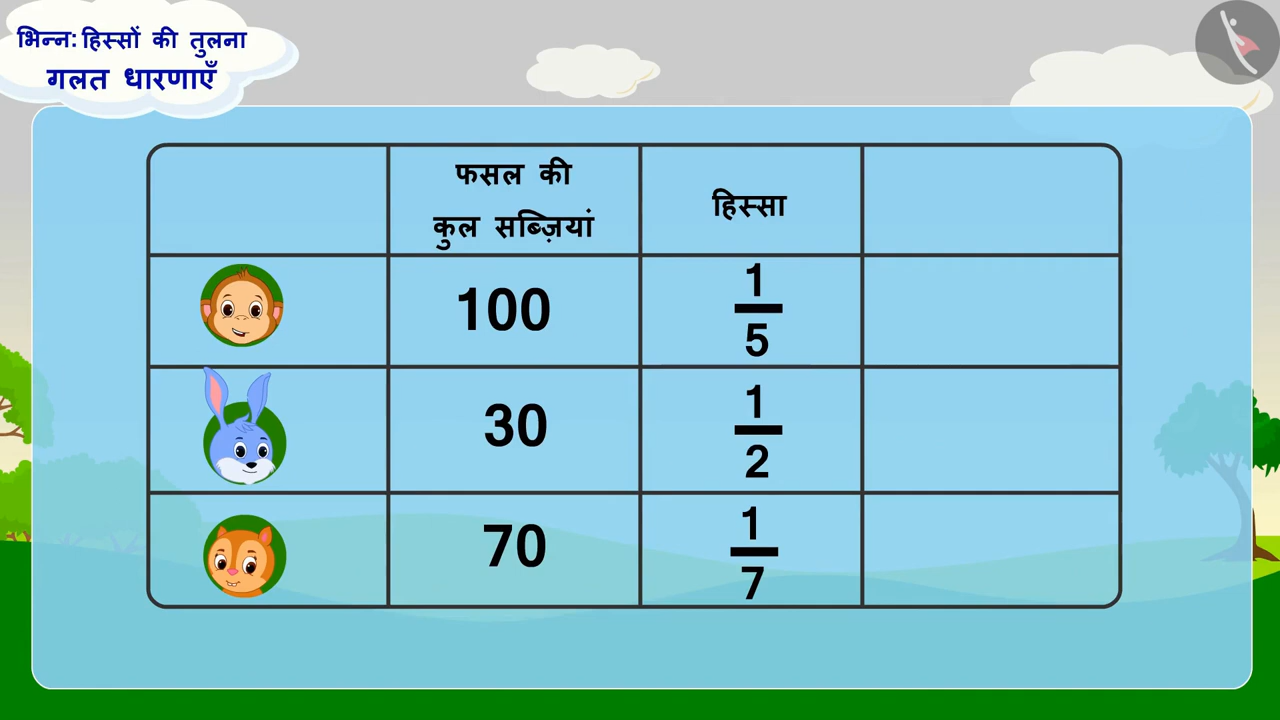 भिन्न: हिस्सों की तुलना
गलत धारणाएँ
फसल की
कुल सब्ज़ियां
हिस्सा
100
1
5
30
1
2
70
1
7